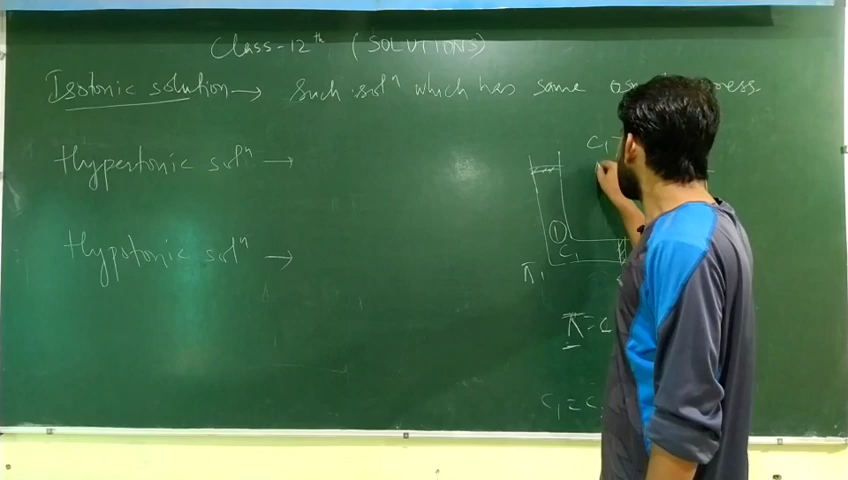 Class-12th (SOLUTIONS)
Isotonic solution → Such solⁿ which has same press.
Hypertonic solⁿ →
Hypotonic solⁿ →
C₁
①
C₁
π₁
π = C
C₁ = C